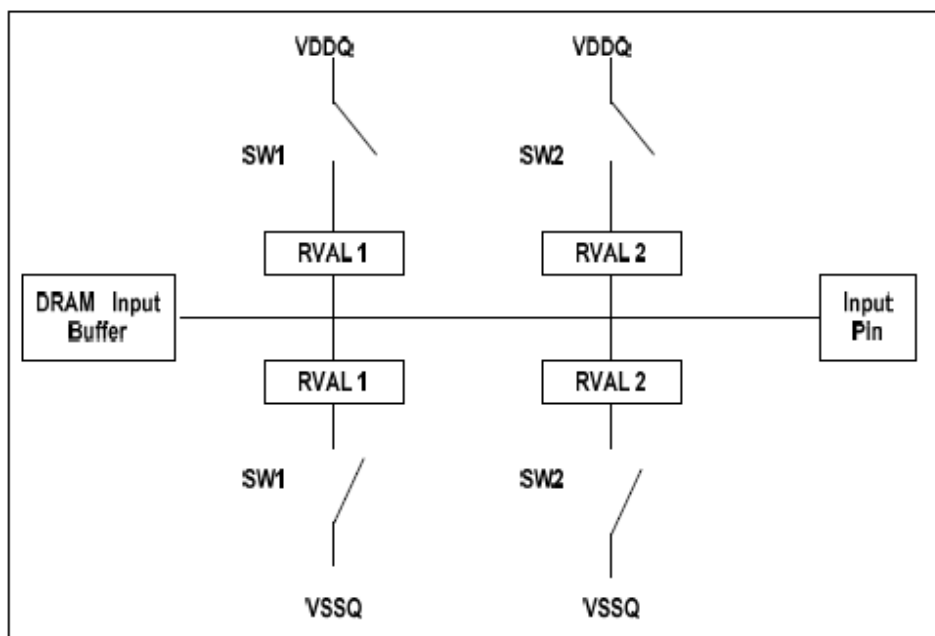 VDDQ VDDQ
SW1 SW2
RVAL 1 RVAL 2
DRAM Input
Buffer
Input
Pin
RVAL 1 RVAL 2
SW1 SW2
VSSQ VSSQ